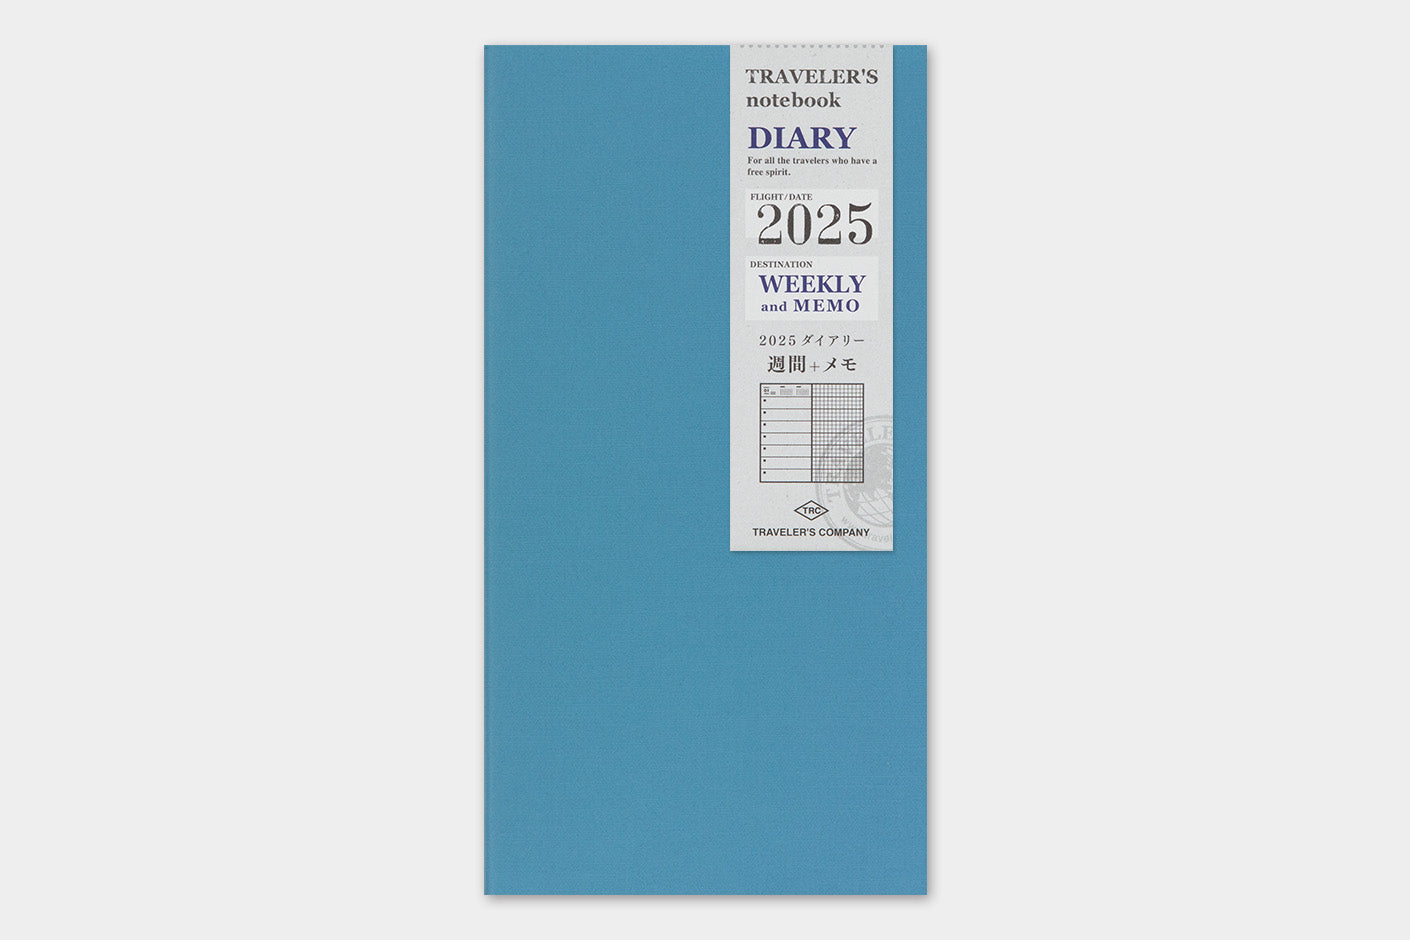 TRAVELER'S
notebook
DIARY
For all the travelers who have a
free spirit.
FLIGHT/DATE
2025
DESTINATION
WEEKLY
and MEMO
2025 ダイアリー
週間+メモ
TRC
TRAVELER'S COMPANY